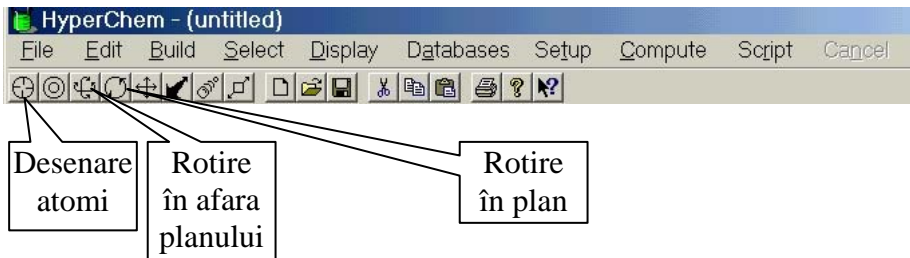 HyperChem - (untitled)
File Edit Build Select Display Databases Setup Compute Script Cancel
Desenare
atomi
Rotire
în afara
planului
Rotire
în plan